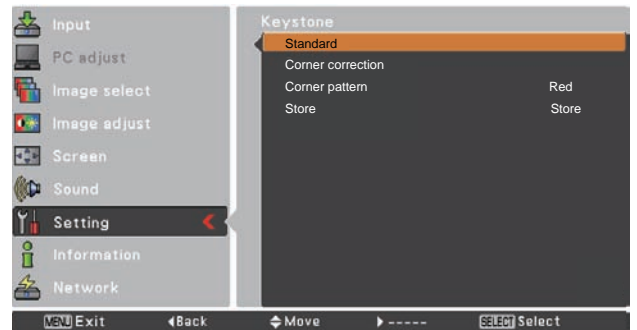 Input
PC adjust
Image select
Image adjust
Screen
Sound
Setting
Information
Network
Keystone
Standard
Corner correction
Corner pattern Red
Store Store
MENU Exit ◀Back ◆Move ▶ ----- SELECT Select